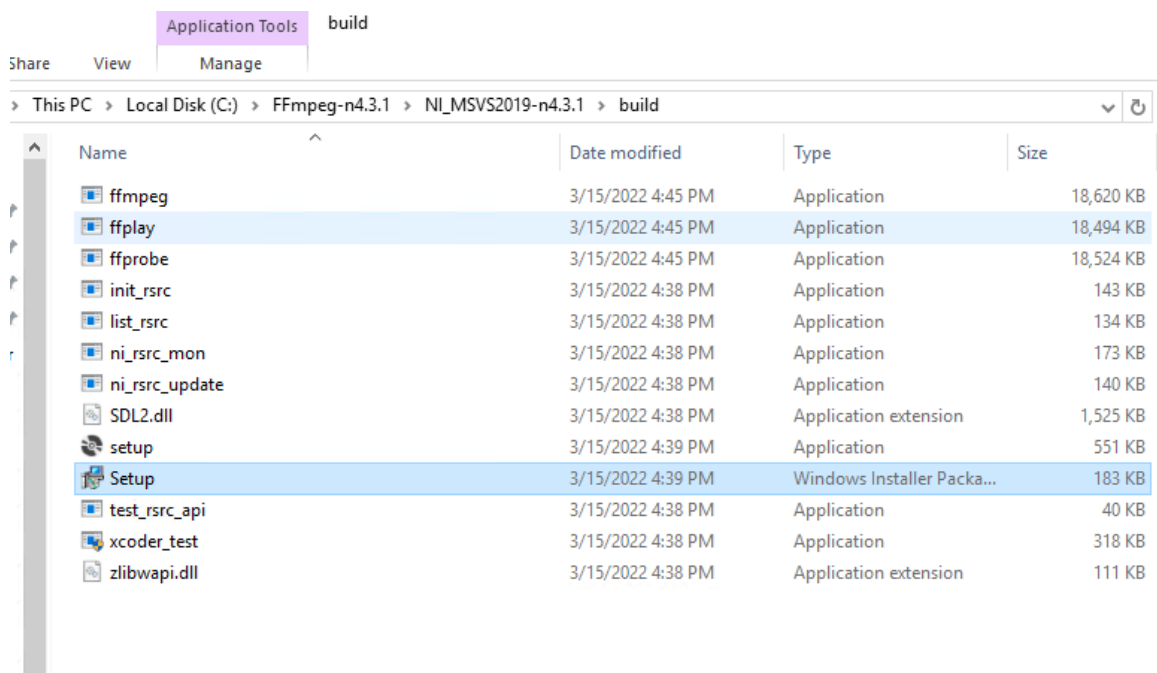 Application Tools build
Share View Manage
> This PC > Local Disk (C:) > FFmpeg-n4.3.1 > NI_MSVS2019-n4.3.1 > build
Name Date modified Type Size
ffmpeg 3/15/2022 4:45 PM Application 18,620 KB
ffplay 3/15/2022 4:45 PM Application 18,494 KB
ffprobe 3/15/2022 4:45 PM Application 18,524 KB
init_rsrc 3/15/2022 4:38 PM Application 143 KB
list_rsrc 3/15/2022 4:38 PM Application 134 KB
ni_rsrc_mon 3/15/2022 4:38 PM Application 173 KB
ni_rsrc_update 3/15/2022 4:38 PM Application 140 KB
SDL2.dll 3/15/2022 4:38 PM Application extension 1,525 KB
setup 3/15/2022 4:39 PM Application 551 KB
Setup 3/15/2022 4:39 PM Windows Installer Packa... 183 KB
test_rsrc_api 3/15/2022 4:38 PM Application 40 KB
xcoder_test 3/15/2022 4:38 PM Application 318 KB
zlibwapi.dll 3/15/2022 4:38 PM Application extension 111 KB